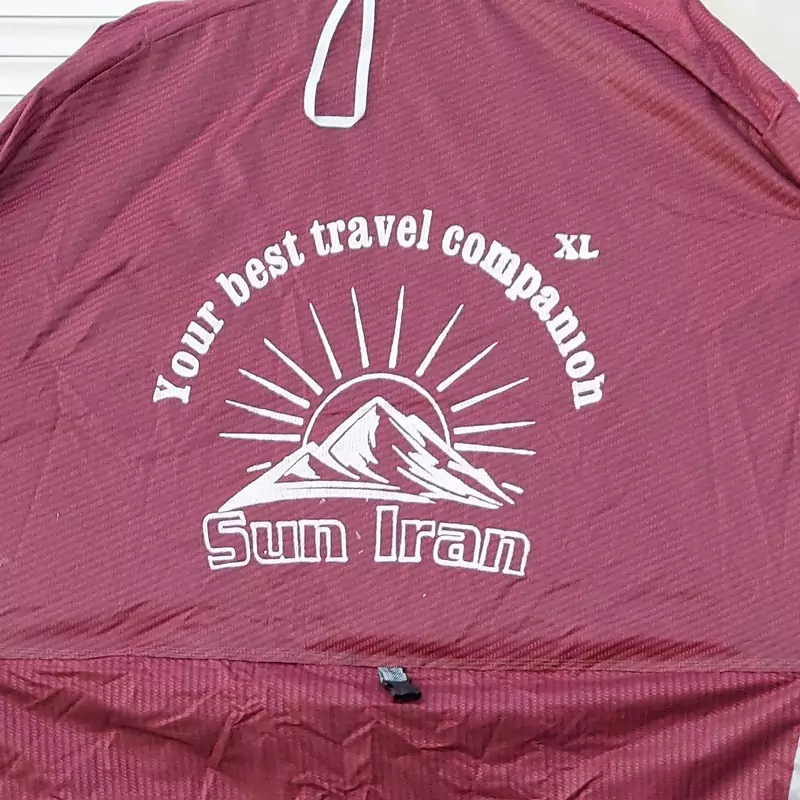 Your best travel companion
XL
Sun Iran